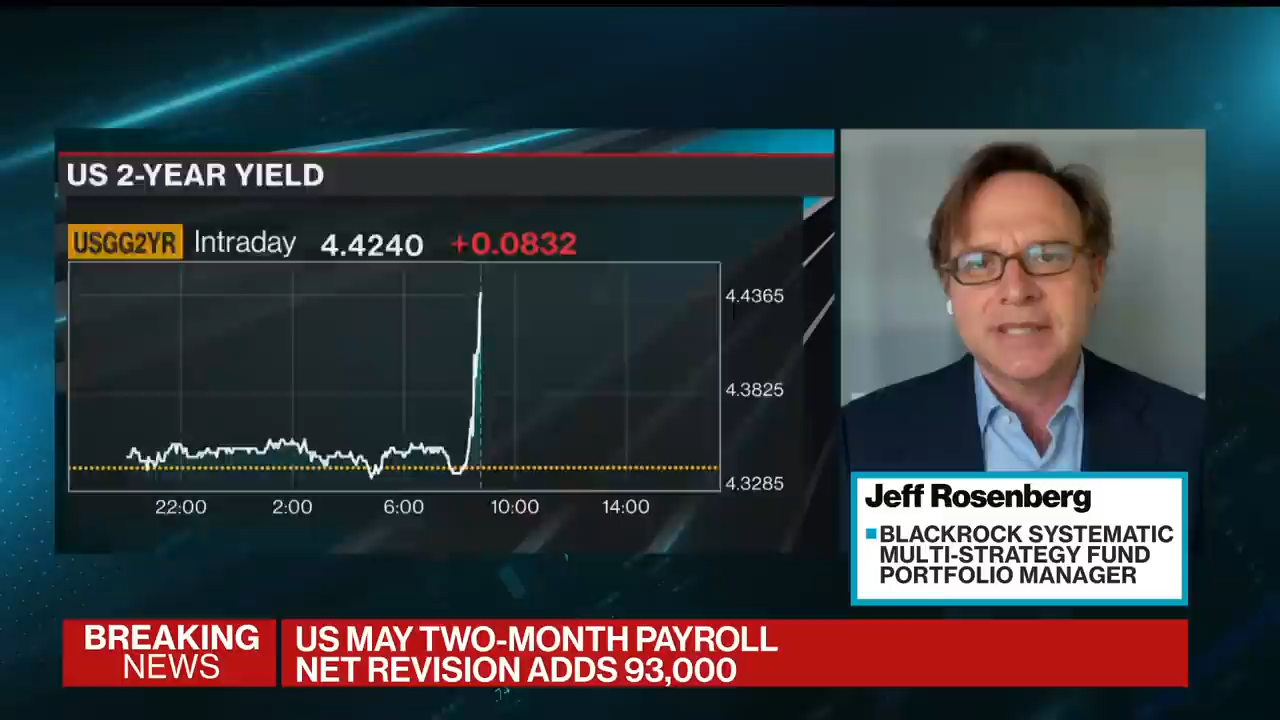 US 2-YEAR YIELD
USGG2YR Intraday 4.4240 +0.0832
4.4365
4.3825
4.3285
22:00 2:00 6:00 10:00 14:00
Jeff Rosenberg
BLACKROCK SYSTEMATIC
MULTI-STRATEGY FUND
PORTFOLIO MANAGER
BREAKING
NEWS
US MAY TWO-MONTH PAYROLL
NET REVISION ADDS 93,000